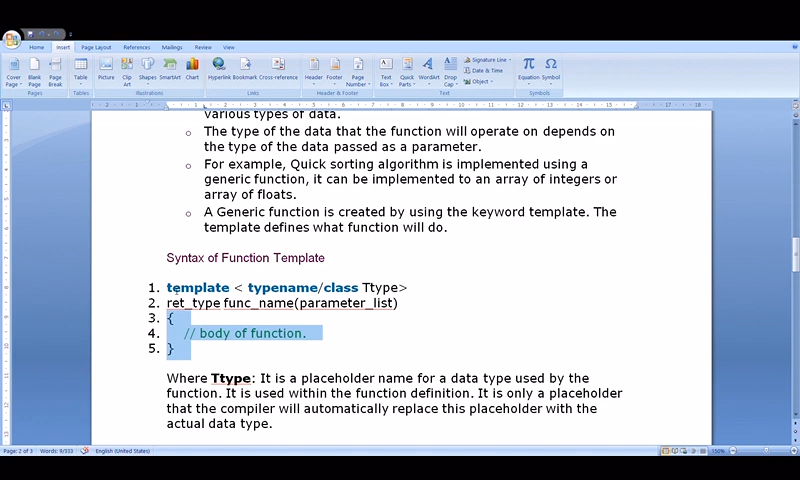 Home Insert Page Layout References Mailings Review View
Cover Page Blank Page Page Break Table Picture Clip Art Shapes SmartArt Chart Hyperlink Bookmark Cross-reference Header Footer Page Number Text Box Quick Parts WordArt Drop Cap Signature Line Date & Time Object Equation Symbol
Pages Tables Illustrations Links Header & Footer Text Symbols
various types of data.
o The type of the data that the function will operate on depends on
the type of the data passed as a parameter.
o For example, Quick sorting algorithm is implemented using a
generic function, it can be implemented to an array of integers or
array of floats.
o A Generic function is created by using the keyword template. The
template defines what function will do.
Syntax of Function Template
1. template < typename/class Ttype>
2. ret_type func_name(parameter_list)
3. {
4. // body of function.
5. }
Where Ttype: It is a placeholder name for a data type used by the
function. It is used within the function definition. It is only a placeholder
that the compiler will automatically replace this placeholder with the
actual data type.
Page: 2 of 3 Words: 9/333 English (United States) 150%